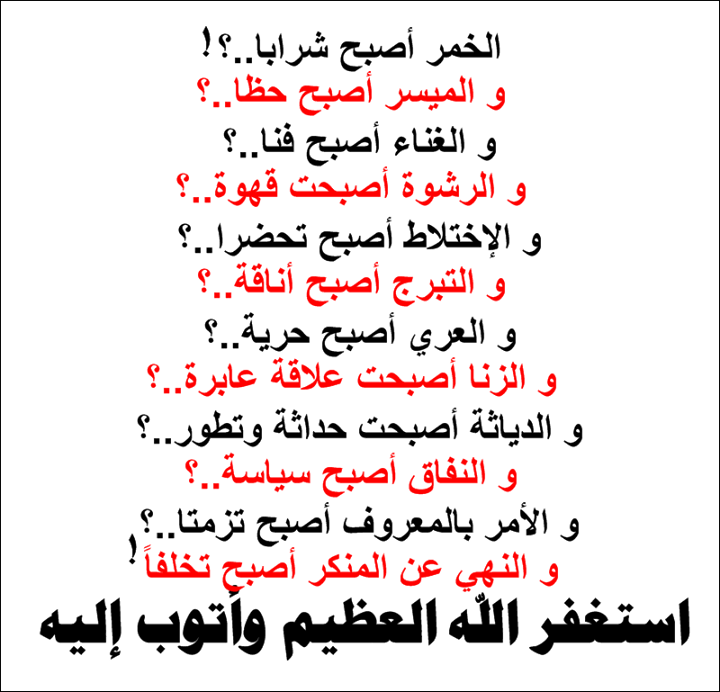 الخمر أصبح شرابا..؟!
و الميسر أصبح حظا..؟
و الغناء أصبح فنا..؟
و الرشوة أصبحت قهوة..؟
و الإختلاط أصبح تحضرا..؟
و التبرج أصبح أناقة..؟
و العري أصبح حرية..؟
و الزنا أصبحت علاقة عابرة..؟
و الدياثة أصبحت حداثة وتطور..؟
و النفاق أصبح سياسة..؟
و الأمر بالمعروف أصبح تزمتا..؟
و النهي عن المنكر أصبح تخلفاً!
استغفر الله العظيم وأتوب إليه